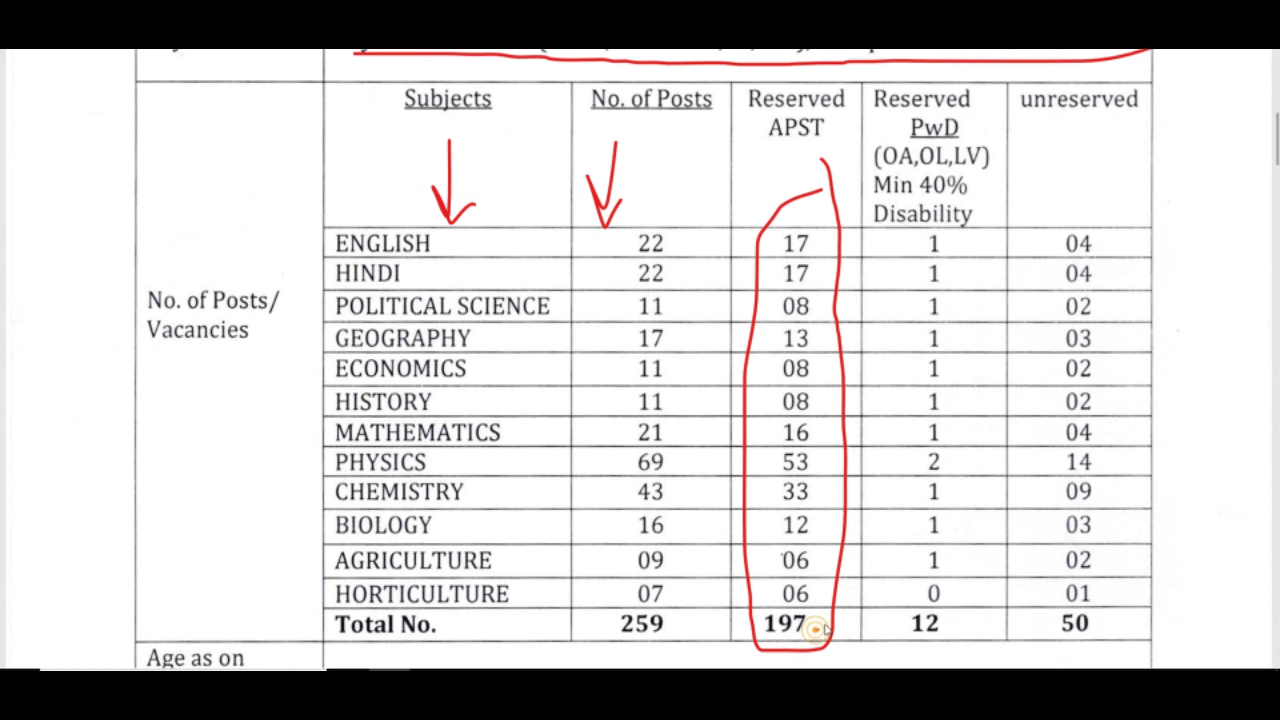 Subjects No. of Posts Reserved APST Reserved PwD (OA,OL,LV) Min 40% Disability unreserved
No. of Posts/ Vacancies
ENGLISH 22 17 1 04
HINDI 22 17 1 04
POLITICAL SCIENCE 11 08 1 02
GEOGRAPHY 17 13 1 03
ECONOMICS 11 08 1 02
HISTORY 11 08 1 02
MATHEMATICS 21 16 1 04
PHYSICS 69 53 2 14
CHEMISTRY 43 33 1 09
BIOLOGY 16 12 1 03
AGRICULTURE 09 06 1 02
HORTICULTURE 07 06 0 01
Total No. 259 197 12 50
Age as on